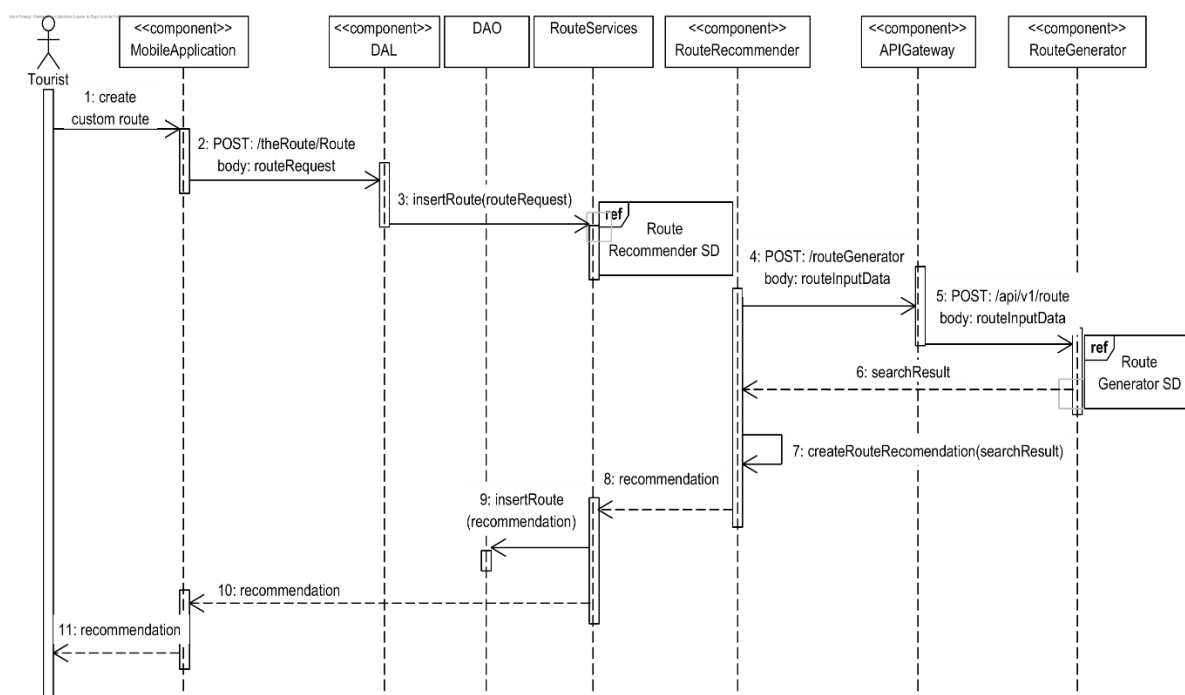 <<component>>
MobileApplication
<<component>>
DAL
DAO
RouteServices
<<component>>
RouteRecommender
<<component>>
APIGateway
<<component>>
RouteGenerator
Tourist
1: create
custom route
2: POST: /theRoute/Route
body: routeRequest
3: insertRoute(routeRequest)
ref
Route
Recommender SD
4: POST: /routeGenerator
body: routeInputData
5: POST: /api/v1/route
body: routeInputData
ref
Route
Generator SD
6: searchResult
7: createRouteRecomendation(searchResult)
8: recommendation
9: insertRoute
(recommendation)
10: recommendation
11: recommendation